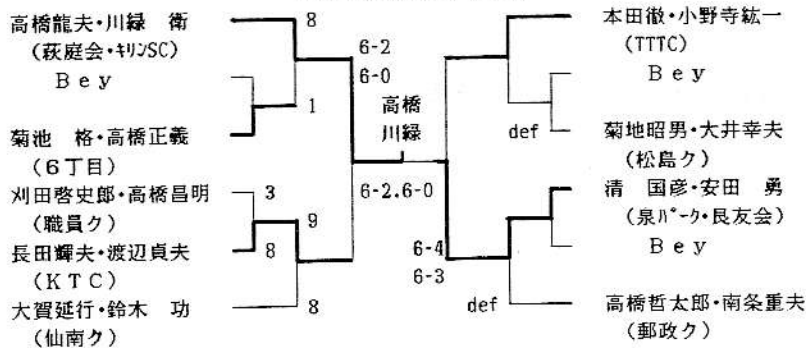 高橋龍夫・川緑 衛
(萩庭会・ｷﾘﾝSC)
Bey
菊池 格・高橋正義
(6丁目)
刈田啓史郎・高橋昌明
(職員ク)
長田輝夫・渡辺貞夫
(KTC)
大賀延行・鈴木 功
(仙南ク)
8
1
3
9
8
8
6-2
6-0
高橋
川緑
6-2.6-0
6-4
6-3
def
def
本田徹・小野寺紘一
(TTTC)
Bey
菊地昭男・大井幸夫
(松島ク)
清 国彦・安田 勇
(泉ﾊﾟｰｸ・良友会)
Bey
高橋哲太郎・南条重夫
(郵政ク)